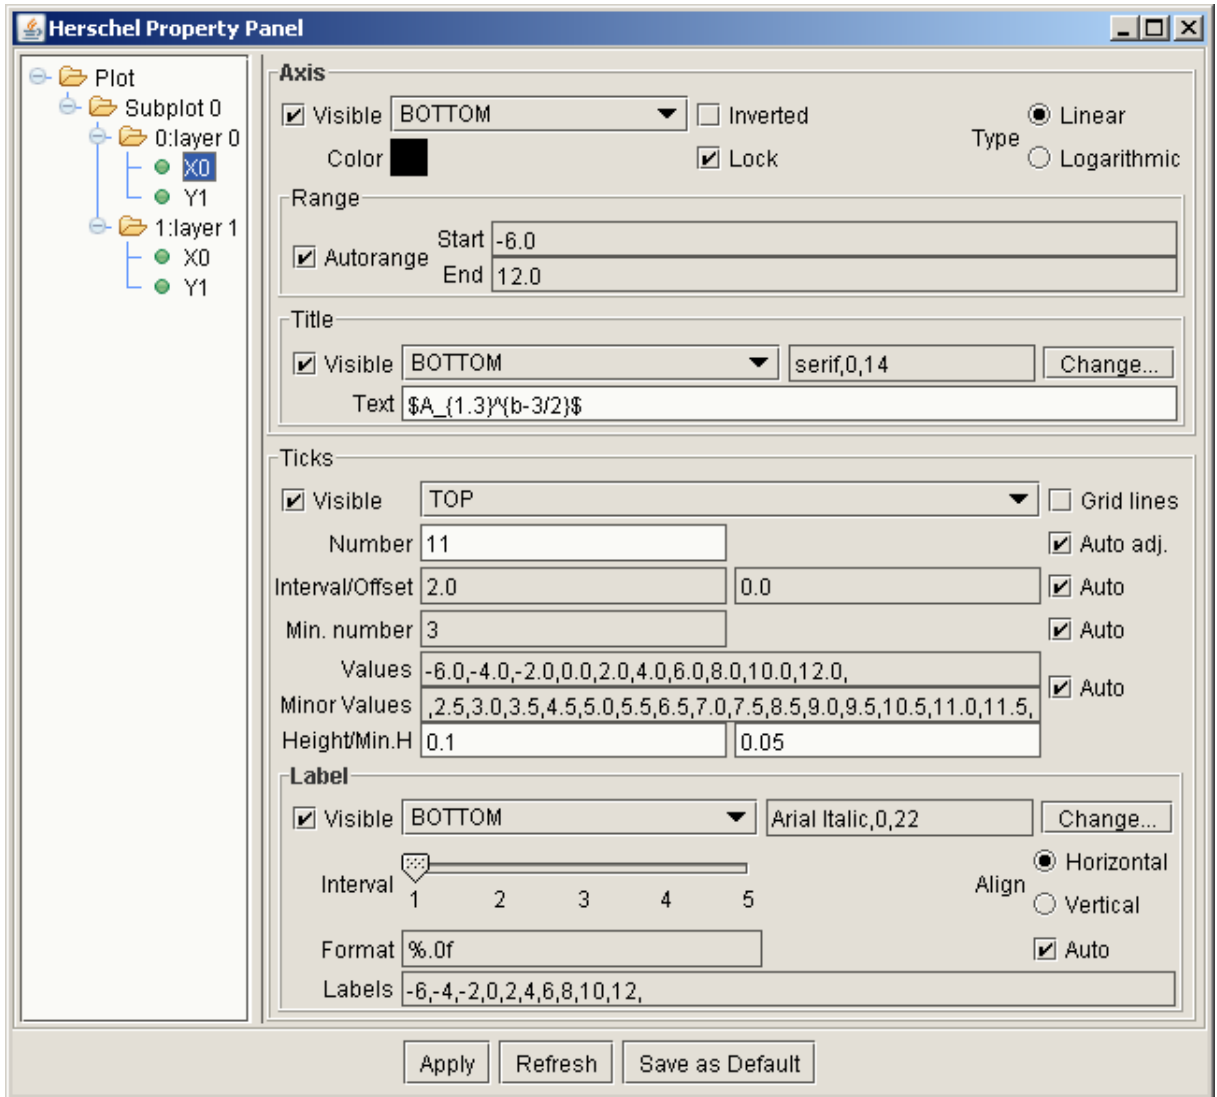 Herschel Property Panel
Plot
Subplot 0
0:layer 0
X0
Y1
1:layer 1
X0
Y1
Axis
Visible BOTTOM Inverted Type Linear
Color Lock Logarithmic
Range
Autorange Start -6.0
End 12.0
Title
Visible BOTTOM serif,0,14 Change...
Text $A_{1.3}^{b-3/2}$
Ticks
Visible TOP Grid lines
Number 11 Auto adj.
Interval/Offset 2.0 0.0 Auto
Min. number 3 Auto
Values -6.0,-4.0,-2.0,0.0,2.0,4.0,6.0,8.0,10.0,12.0,
Auto
Minor Values ,2.5,3.0,3.5,4.5,5.0,5.5,6.5,7.0,7.5,8.5,9.0,9.5,10.5,11.0,11.5,
Height/Min.H 0.1 0.05
Label
Visible BOTTOM Arial Italic,0,22 Change...
Interval 1 2 3 4 5 Align Horizontal
Vertical
Format %.0f Auto
Labels -6,-4,-2,0,2,4,6,8,10,12,
Apply Refresh Save as Default